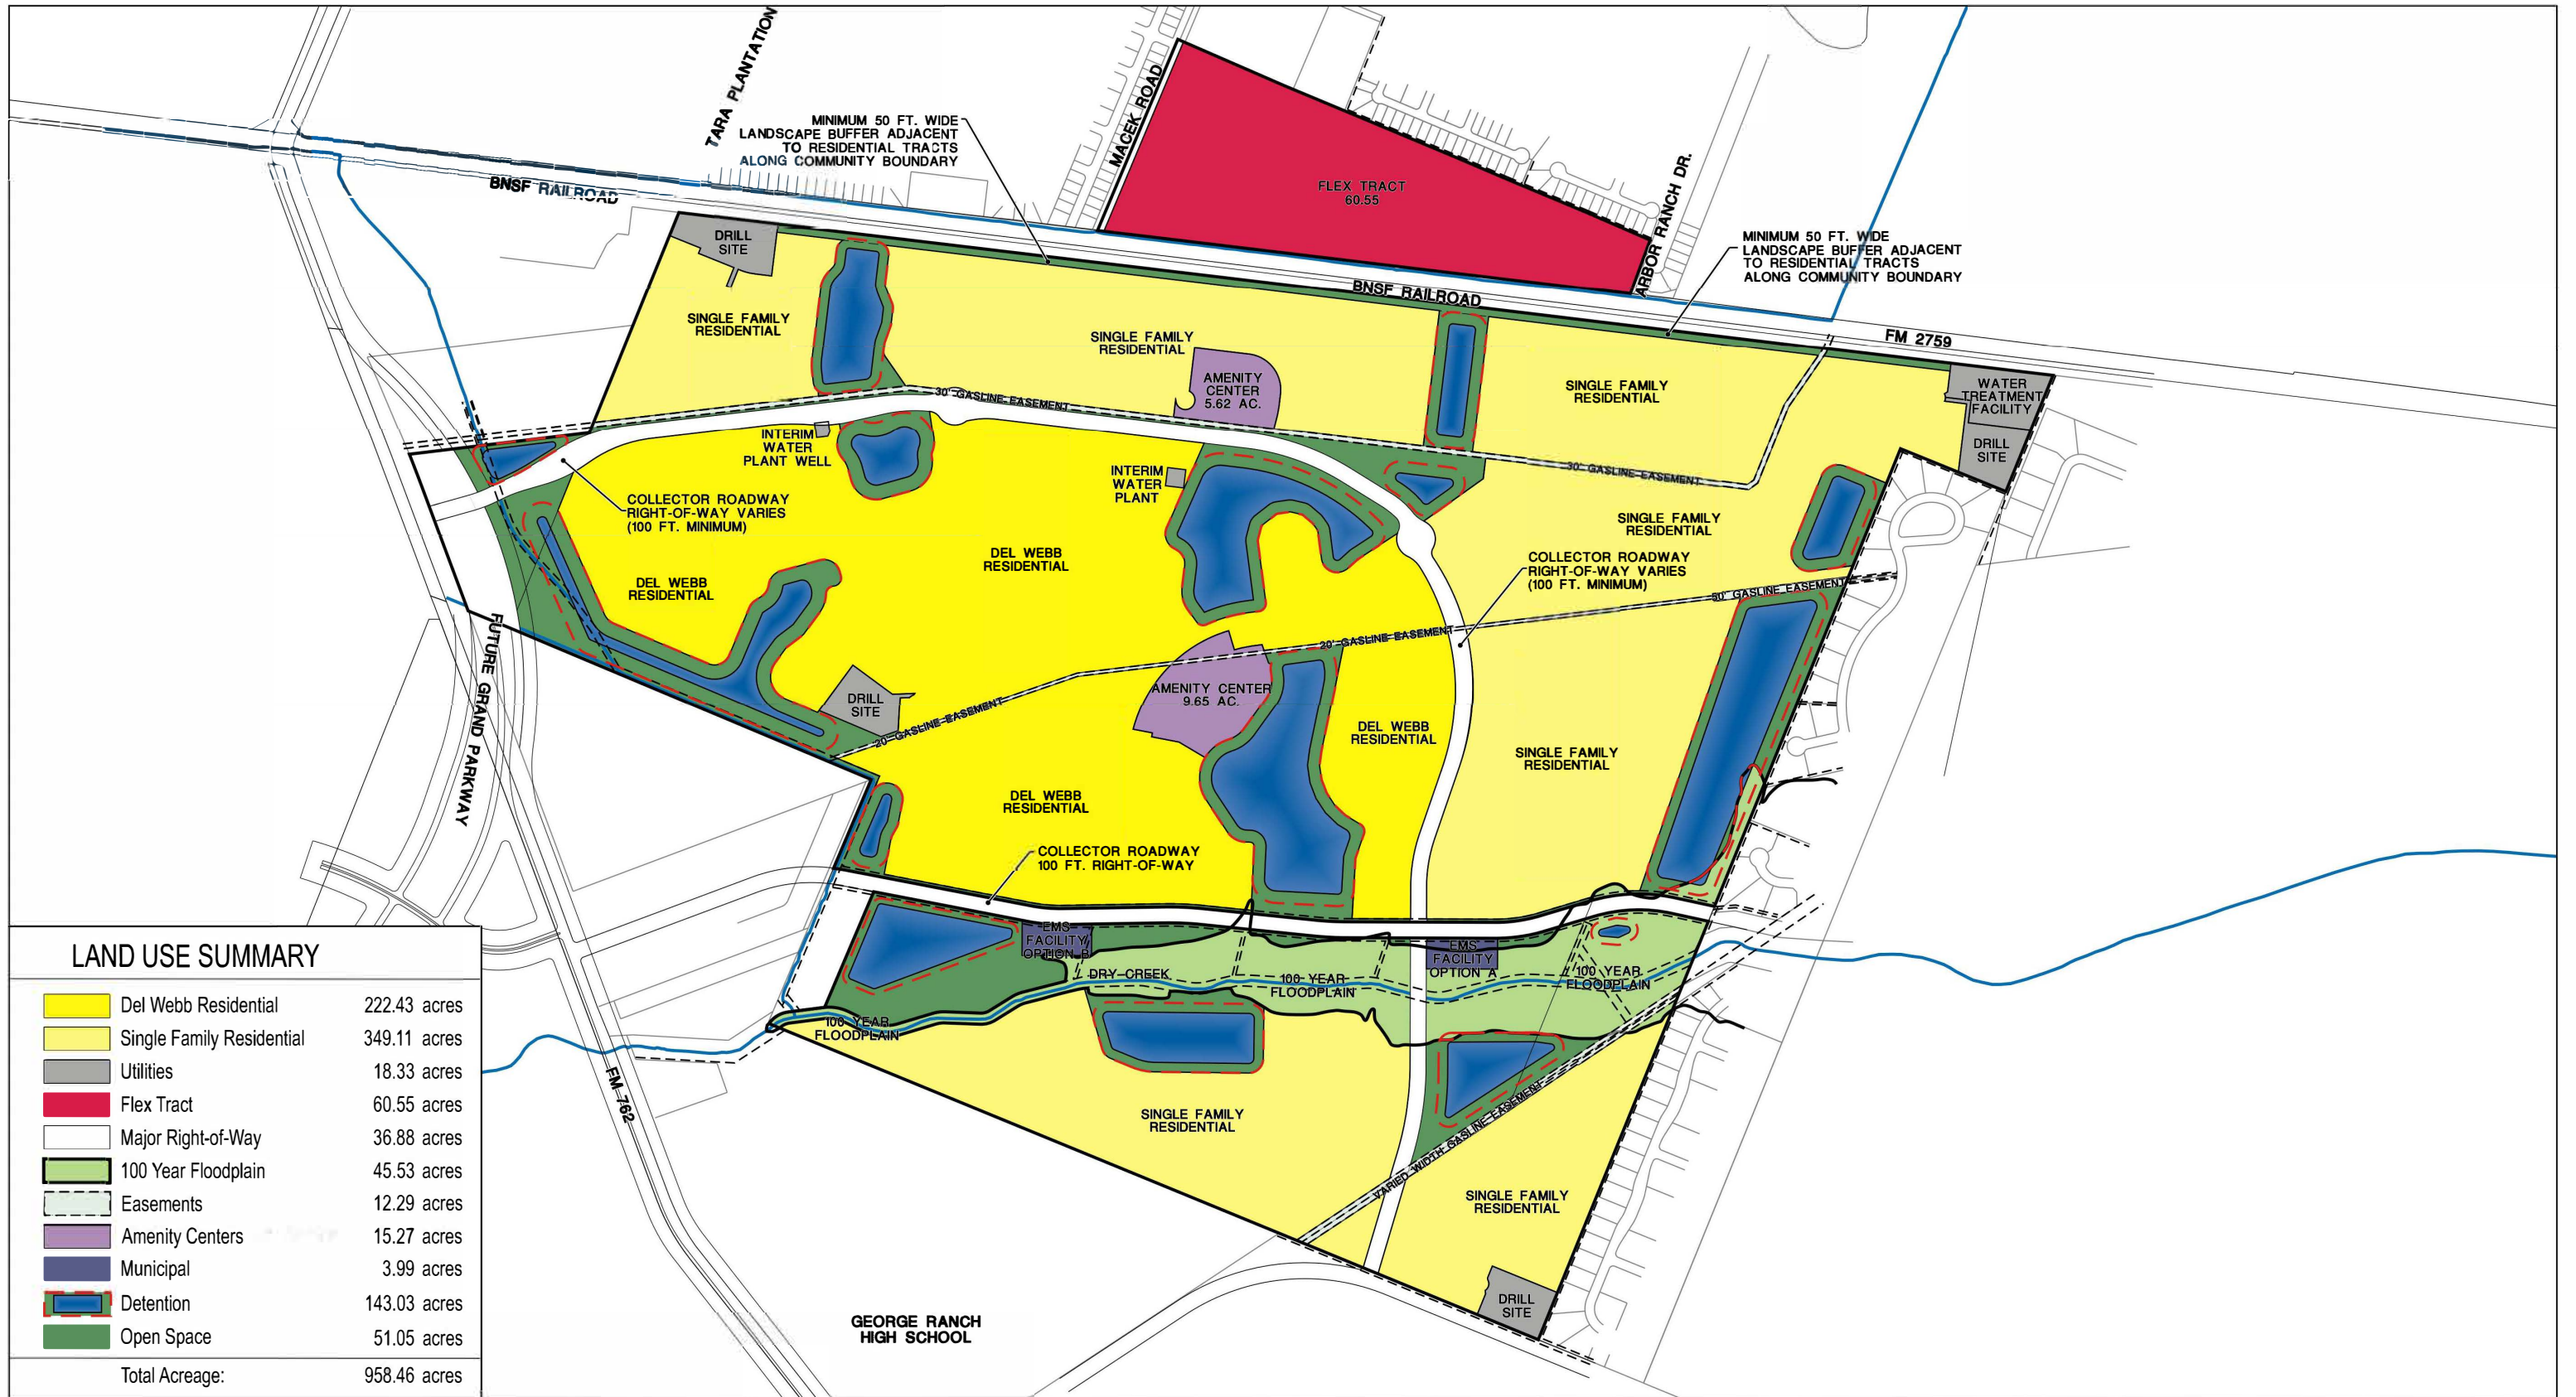 TARA PLANTATION
MACEK ROAD
MINIMUM 50 FT. WIDE
LANDSCAPE BUFFER ADJACENT
TO RESIDENTIAL TRACTS
ALONG COMMUNITY BOUNDARY
FLEX TRACT
60.55
ARBOR RANCH DR.
BNSF RAILROAD
DRILL
SITE
MINIMUM 50 FT. WIDE
LANDSCAPE BUFFER ADJACENT
TO RESIDENTIAL TRACTS
ALONG COMMUNITY BOUNDARY
BNSF RAILROAD
FM 2759
SINGLE FAMILY
RESIDENTIAL
SINGLE FAMILY
RESIDENTIAL
AMENITY
CENTER
5.62 AC.
SINGLE FAMILY
RESIDENTIAL
WATER
TREATMENT
FACILITY
DRILL
SITE
30' GASLINE EASEMENT
INTERIM
WATER
PLANT WELL
INTERIM
WATER
PLANT
30' GASLINE EASEMENT
COLLECTOR ROADWAY
RIGHT-OF-WAY VARIES
(100 FT. MINIMUM)
SINGLE FAMILY
RESIDENTIAL
DEL WEBB
RESIDENTIAL
DEL WEBB
RESIDENTIAL
COLLECTOR ROADWAY
RIGHT-OF-WAY VARIES
(100 FT. MINIMUM)
50' GASLINE EASEMENT
20' GASLINE EASEMENT
FUTURE GRAND PARKWAY
DRILL
SITE
AMENITY CENTER
9.65 AC.
20' GASLINE EASEMENT
DEL WEBB
RESIDENTIAL
SINGLE FAMILY
RESIDENTIAL
DEL WEBB
RESIDENTIAL
COLLECTOR ROADWAY
100 FT. RIGHT-OF-WAY
EMS
FACILITY
OPTION B
EMS
FACILITY
OPTION A
DRY CREEK
100 YEAR
FLOODPLAIN
100 YEAR
FLOODPLAIN
100 YEAR
FLOODPLAIN
FM 762
SINGLE FAMILY
RESIDENTIAL
VARIED WIDTH GASLINE EASEMENT
SINGLE FAMILY
RESIDENTIAL
DRILL
SITE
GEORGE RANCH
HIGH SCHOOL
LAND USE SUMMARY
Del Webb Residential 222.43 acres
Single Family Residential 349.11 acres
Utilities 18.33 acres
Flex Tract 60.55 acres
Major Right-of-Way 36.88 acres
100 Year Floodplain 45.53 acres
Easements 12.29 acres
Amenity Centers 15.27 acres
Municipal 3.99 acres
Detention 143.03 acres
Open Space 51.05 acres
Total Acreage: 958.46 acres